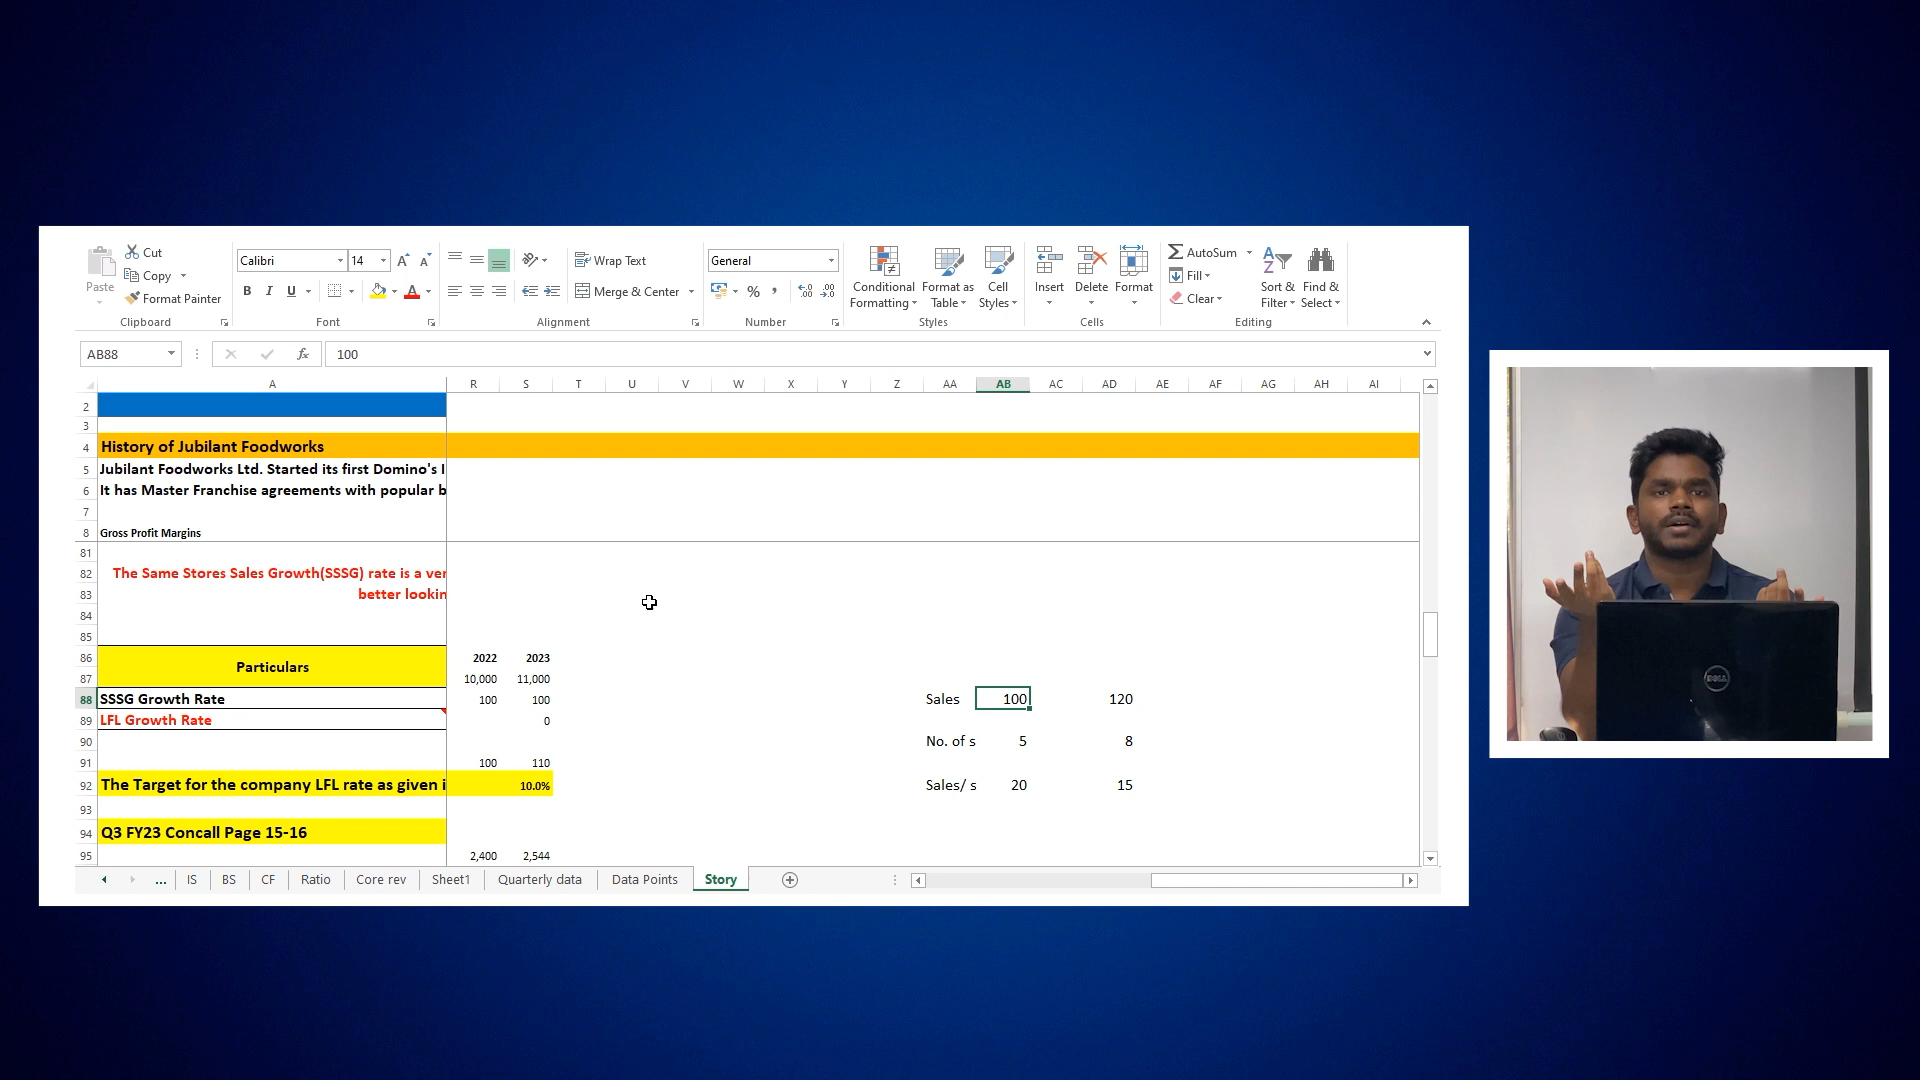 Cut
Calibri
14
Wrap Text
General
AutoSum
Copy
Fill
Paste
Conditional Formatting
Format as Table
Cell Styles
Insert
Delete
Format
Sort & Filter
Find & Select
Format Painter
B I U
A
Merge & Center
%
Clear
Clipboard
Font
Alignment
Number
Styles
Cells
Editing
AB88
fx
100
A R S T U V W X Y Z AA AB AC AD AE AF AG AH AI
2
3
4 History of Jubilant Foodworks
5 Jubilant Foodworks Ltd. Started its first Domino's I
6 It has Master Franchise agreements with popular b
7
8 Gross Profit Margins
81
82 The Same Stores Sales Growth(SSSG) rate is a ver
83 better lookin
84
85
86 Particulars 2022 2023
87 10,000 11,000
88 SSSG Growth Rate 100 100 Sales 100 120
89 LFL Growth Rate 0
90 No. of s 5 8
91 100 110
92 The Target for the company LFL rate as given i 10.0% Sales/ s 20 15
93
94 Q3 FY23 Concall Page 15-16
95 2,400 2,544
... IS BS CF Ratio Core rev Sheet1 Quarterly data Data Points Story
DELL